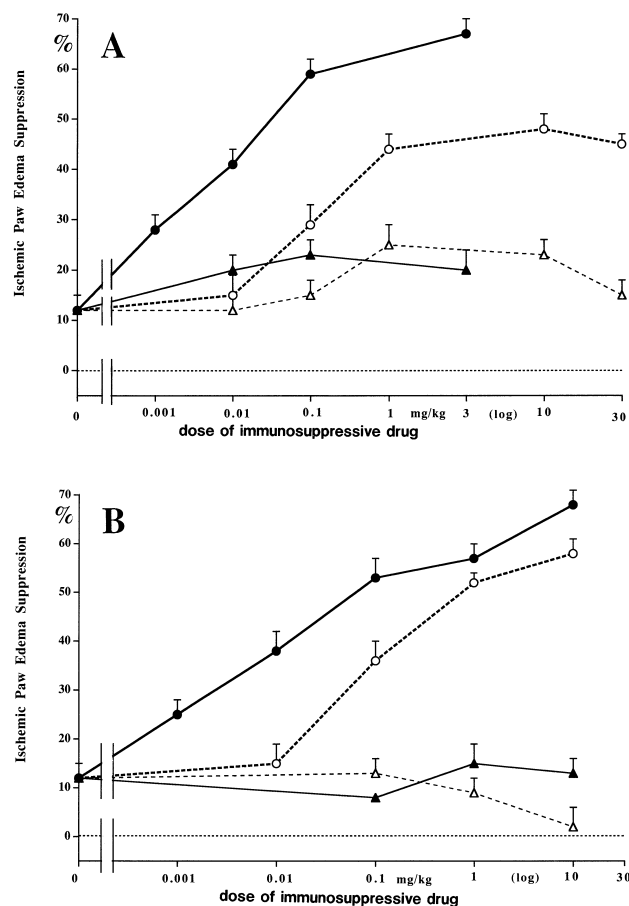 A
%
Ischemic Paw Edema Suppression
70
60
50
40
30
20
10
0
0 0.001 0.01 0.1 1 mg/kg 3 (log) 10 30
dose of immunosuppressive drug
B
%
Ischemic Paw Edema Suppression
70
60
50
40
30
20
10
0
0 0.001 0.01 0.1 mg/kg 1 (log) 10 30
dose of immunosuppressive drug